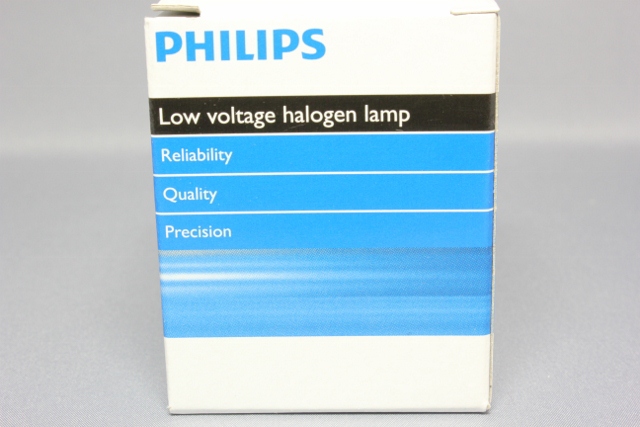 PHILIPS
Low voltage halogen lamp
Reliability
Quality
Precision